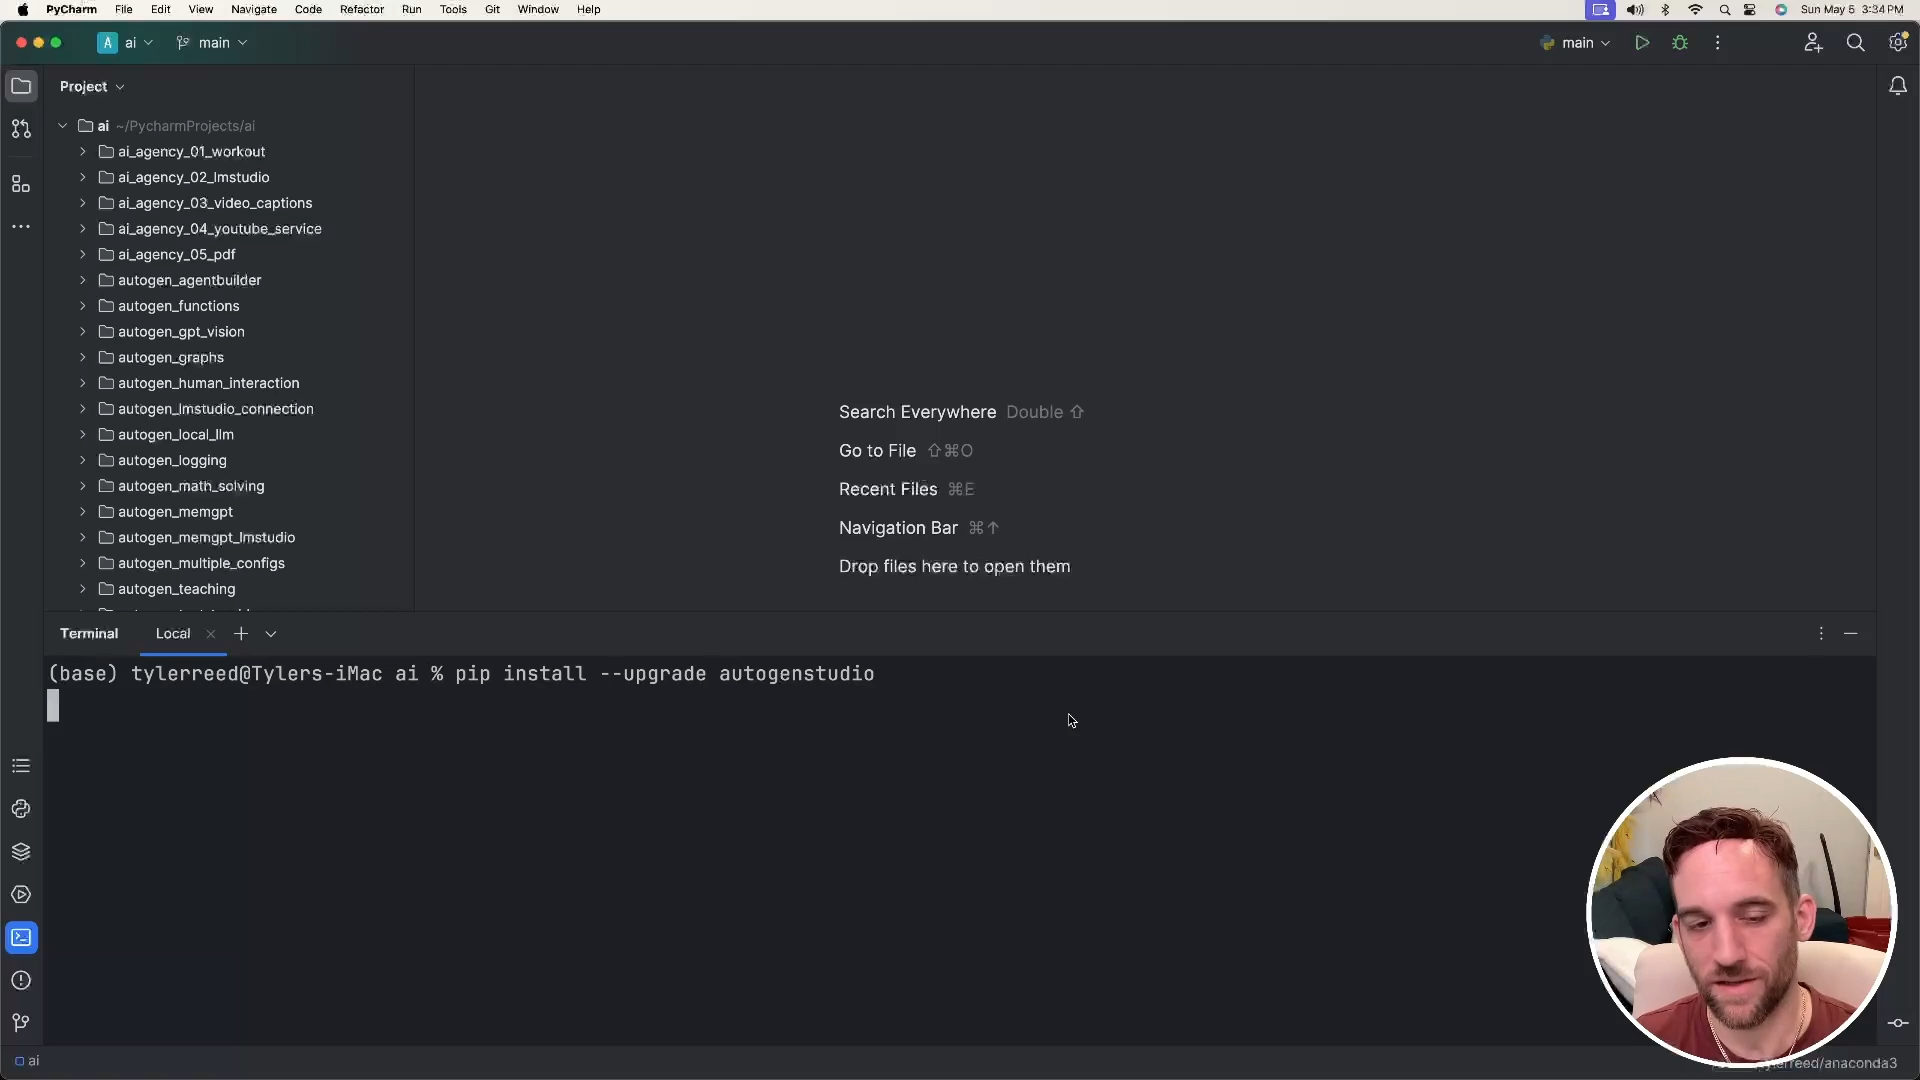 PyCharm File Edit View Navigate Code Refactor Run Tools Git Window Help Sun May 5 3:34 PM
A ai main main
Project
ai ~/PycharmProjects/ai
ai_agency_01_workout
ai_agency_02_lmstudio
ai_agency_03_video_captions
ai_agency_04_youtube_service
ai_agency_05_pdf
autogen_agentbuilder
autogen_functions
autogen_gpt_vision
autogen_graphs
autogen_human_interaction
autogen_lmstudio_connection
autogen_local_llm
autogen_logging
autogen_math_solving
autogen_memgpt
autogen_memgpt_lmstudio
autogen_multiple_configs
autogen_teaching
Search Everywhere Double ⇧
Go to File ⇧⌘O
Recent Files ⌘E
Navigation Bar ⌘↑
Drop files here to open them
Terminal Local
(base) tylerreed@Tylers-iMac ai % pip install --upgrade autogenstudio
ai
tylerreed/anaconda3